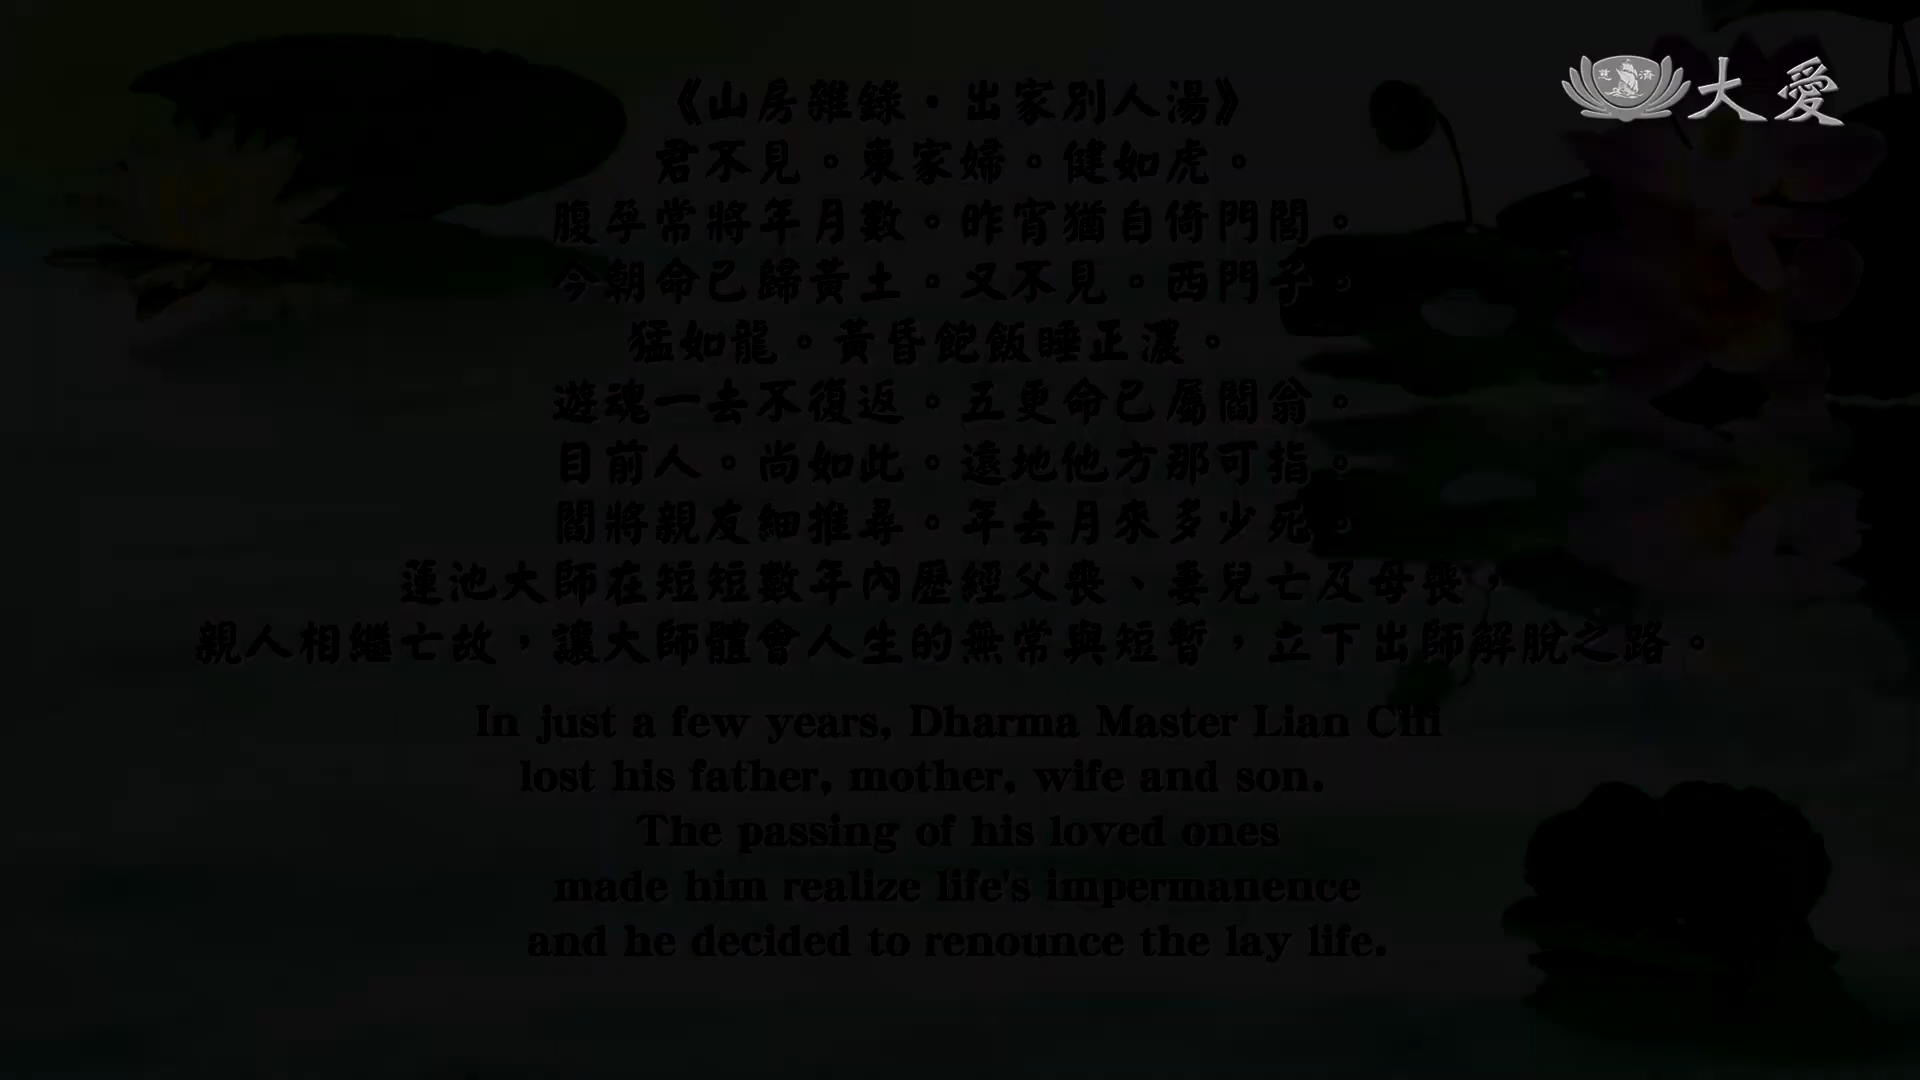 大愛
慈濟
《山房雜錄·出家別人湯》
君不見。東家婦。健如虎。
腹孕常將年月數。昨宵猶自倚門閭。
今朝命已歸黃土。又不見。西門子。
猛如龍。黃昏飽飯睡正濃。
遊魂一去不復返。五更命已屬閻翁。
目前人。尚如此。遠地他方那可指。
閻將親友細推尋。年去月來多少死。
蓮池大師在短短數年內歷經父喪、妻兒亡及母喪，
親人相繼亡故，讓大師體會人生的無常與短暫，立下出師解脫之路。
In just a few years, Dharma Master Lian Chi
lost his father, mother, wife and son.
The passing of his loved ones
made him realize life's impermanence
and he decided to renounce the lay life.